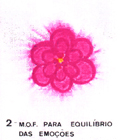 2 - M.O.F. PARA EQUILÍBRIO
DAS EMOÇÕES